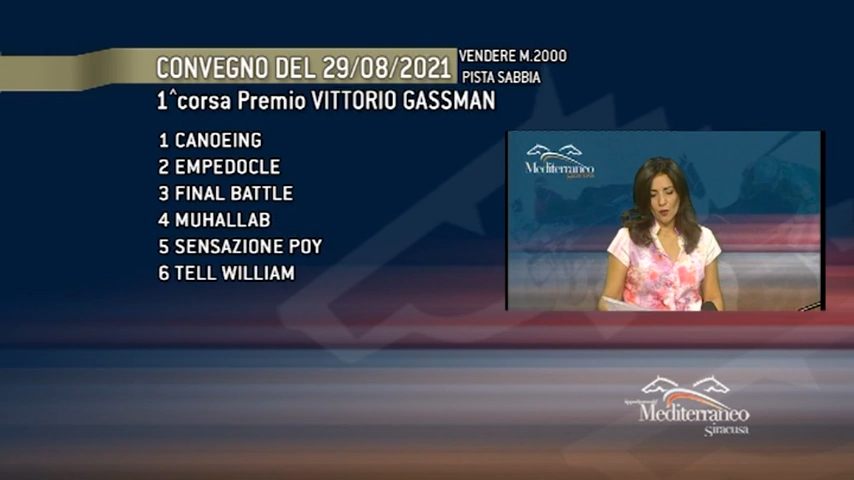 CONVEGNO DEL 29/08/2021
VENDERE M.2000
PISTA SABBIA
1^corsa Premio VITTORIO GASSMAN
1 CANOEING
2 EMPEDOCLE
3 FINAL BATTLE
4 MUHALLAB
5 SENSAZIONE POY
6 TELL WILLIAM
Mediterraneo
Mediterraneo
Siracusa